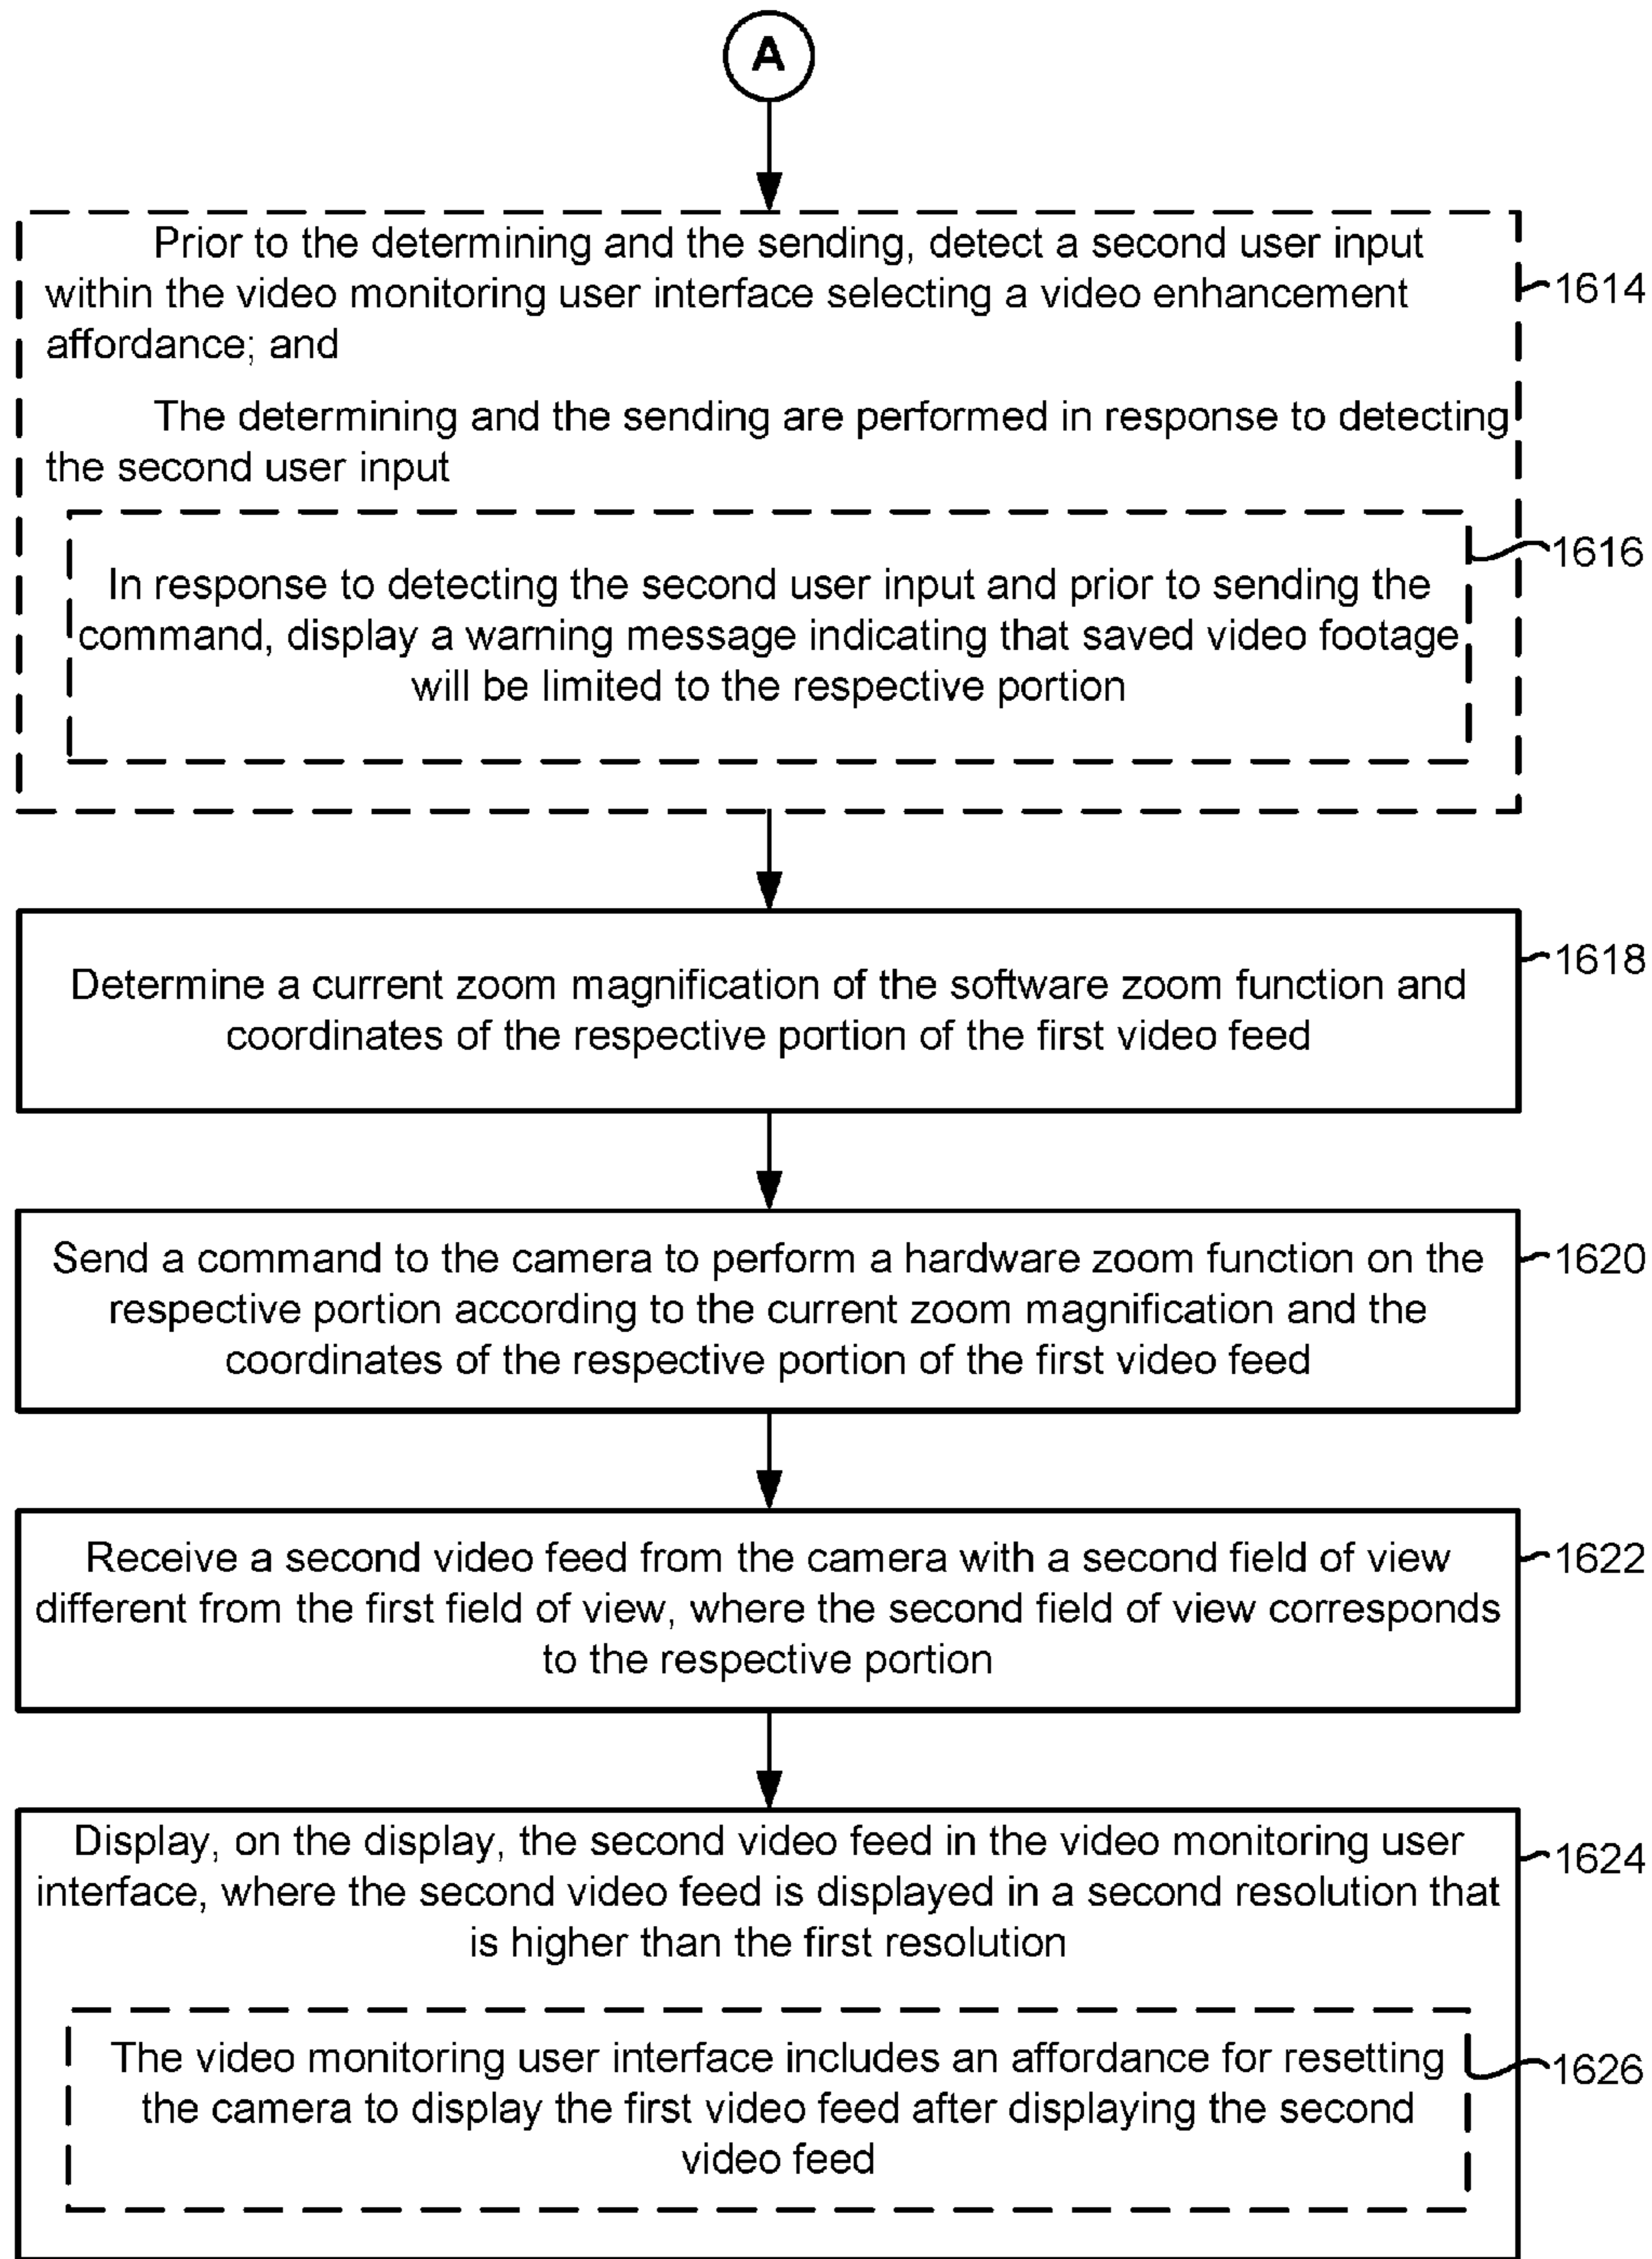 A
Prior to the determining and the sending, detect a second user input
within the video monitoring user interface selecting a video enhancement
affordance; and
1614
The determining and the sending are performed in response to detecting
the second user input
In response to detecting the second user input and prior to sending the
command, display a warning message indicating that saved video footage
will be limited to the respective portion
1616
Determine a current zoom magnification of the software zoom function and
coordinates of the respective portion of the first video feed
1618
Send a command to the camera to perform a hardware zoom function on the
respective portion according to the current zoom magnification and the
coordinates of the respective portion of the first video feed
1620
Receive a second video feed from the camera with a second field of view
different from the first field of view, where the second field of view corresponds
to the respective portion
1622
Display, on the display, the second video feed in the video monitoring user
interface, where the second video feed is displayed in a second resolution that
is higher than the first resolution
1624
The video monitoring user interface includes an affordance for resetting
the camera to display the first video feed after displaying the second
video feed
1626